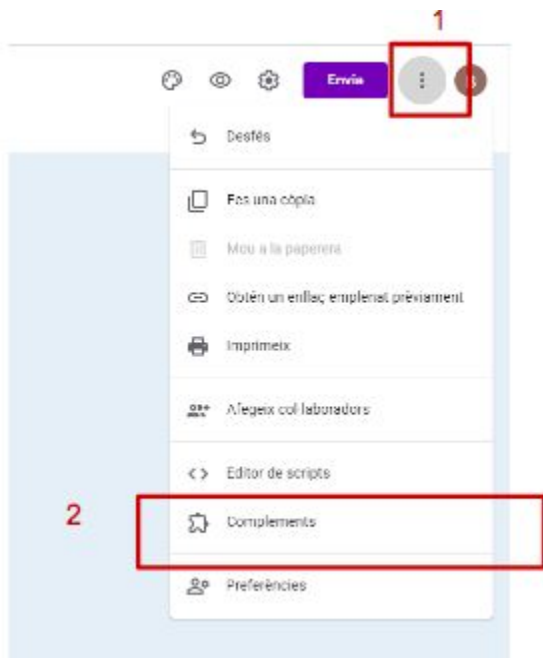 1
Envia
B
Desfés
Fes una còpia
Mou a la paperera
Obtén un enllaç emplenat prèviament
Imprimeix
Afegeix col·laboradors
Editor de scripts
2
Complements
Preferències